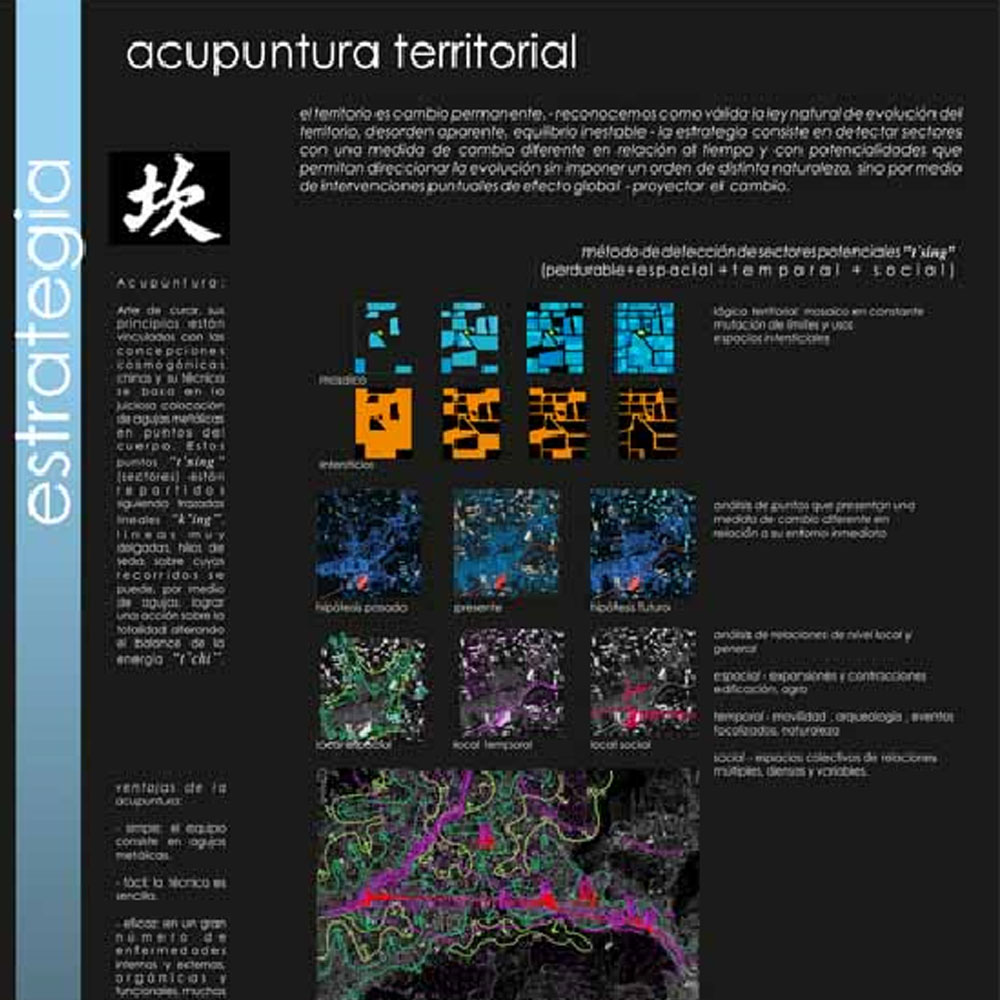 estrategia
acupuntura territorial
el territorio es cambio permanente, - reconocemos como válida la ley natural de evolución del
territorio, desorden aparente, equilibrio inestable - la estrategia consiste en detectar sectores
con una medida de cambio diferente en relación al tiempo y con potencialidades que
permitan direccionar la evolución sin imponer un orden de distinta naturaleza, sino por medio
de intervenciones puntuales de efecto global - proyectar el cambio.
坎
método de detección de sectores potenciales "t'sing"
(perdurable+espacial+temparal + social)
Acupuntura:
Arte de curar, sus
principios están
vinculados con las
concepciones
cosmogónicas
chinas y su técnica
se basa en la
juiciosa colocación
de agujas metálicas
en puntos del
cuerpo. Estos
puntos "t'sing"
(sectores) están
repartidos
siguiendo trazados
lineales "k'ing",
líneas muy
delgadas, hilos de
seda, sobre cuyos
recorridos se
puede, por medio
de agujas, lograr
una acción sobre la
totalidad alterando
el balance de la
energía "t'chi".
ventajas de la
acupuntura:
- simple: el equipo
consiste en agujas
metálicas.
- fácil: la técnica es
sencilla.
- eficaz: en un gran
número de
enfermedades
internas y externas,
orgánicas y
funcionales, muchas
mosaico
intersticios
lógica territorial: mosaico en constante
mutación de límites y usos
espacios intersticiales
hipótesis pasado
presente
hipótesis futuro
análisis de puntos que presentan una
medida de cambio diferente en
relación a su entorno inmediato
local espacial
local temporal
local social
análisis de relaciones de nivel local y
general
espacial - expansiones y contracciones
edificación, agro
temporal - movilidad , arqueología , eventos
focalizados, naturaleza
social - espacios colectivos de relaciones
múltiples, densas y variables.